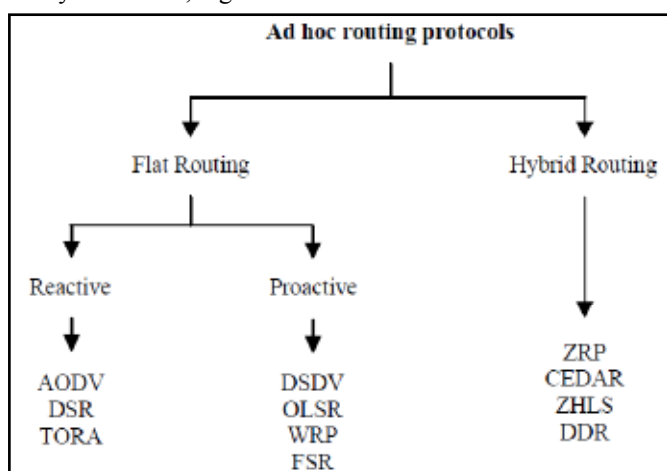 Ad hoc routing protocols
Flat Routing
Hybrid Routing
Reactive
Proactive
AODV
DSR
TORA
DSDV
OLSR
WRP
FSR
ZRP
CEDAR
ZHLS
DDR